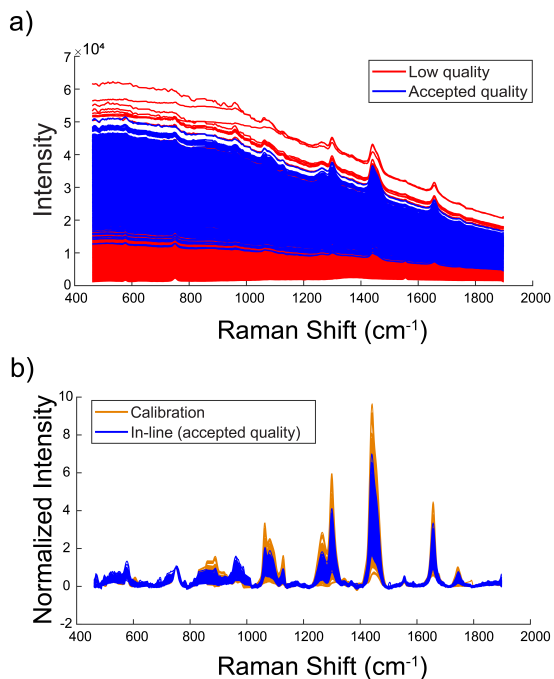 a)
×10⁴
7
6
5
4
3
2
1
0
Intensity
Low quality
Accepted quality
400 600 800 1000 1200 1400 1600 1800 2000
Raman Shift (cm⁻¹)
b)
10
8
6
4
2
0
-2
Normalized Intensity
Calibration
In-line (accepted quality)
400 600 800 1000 1200 1400 1600 1800 2000
Raman Shift (cm⁻¹)